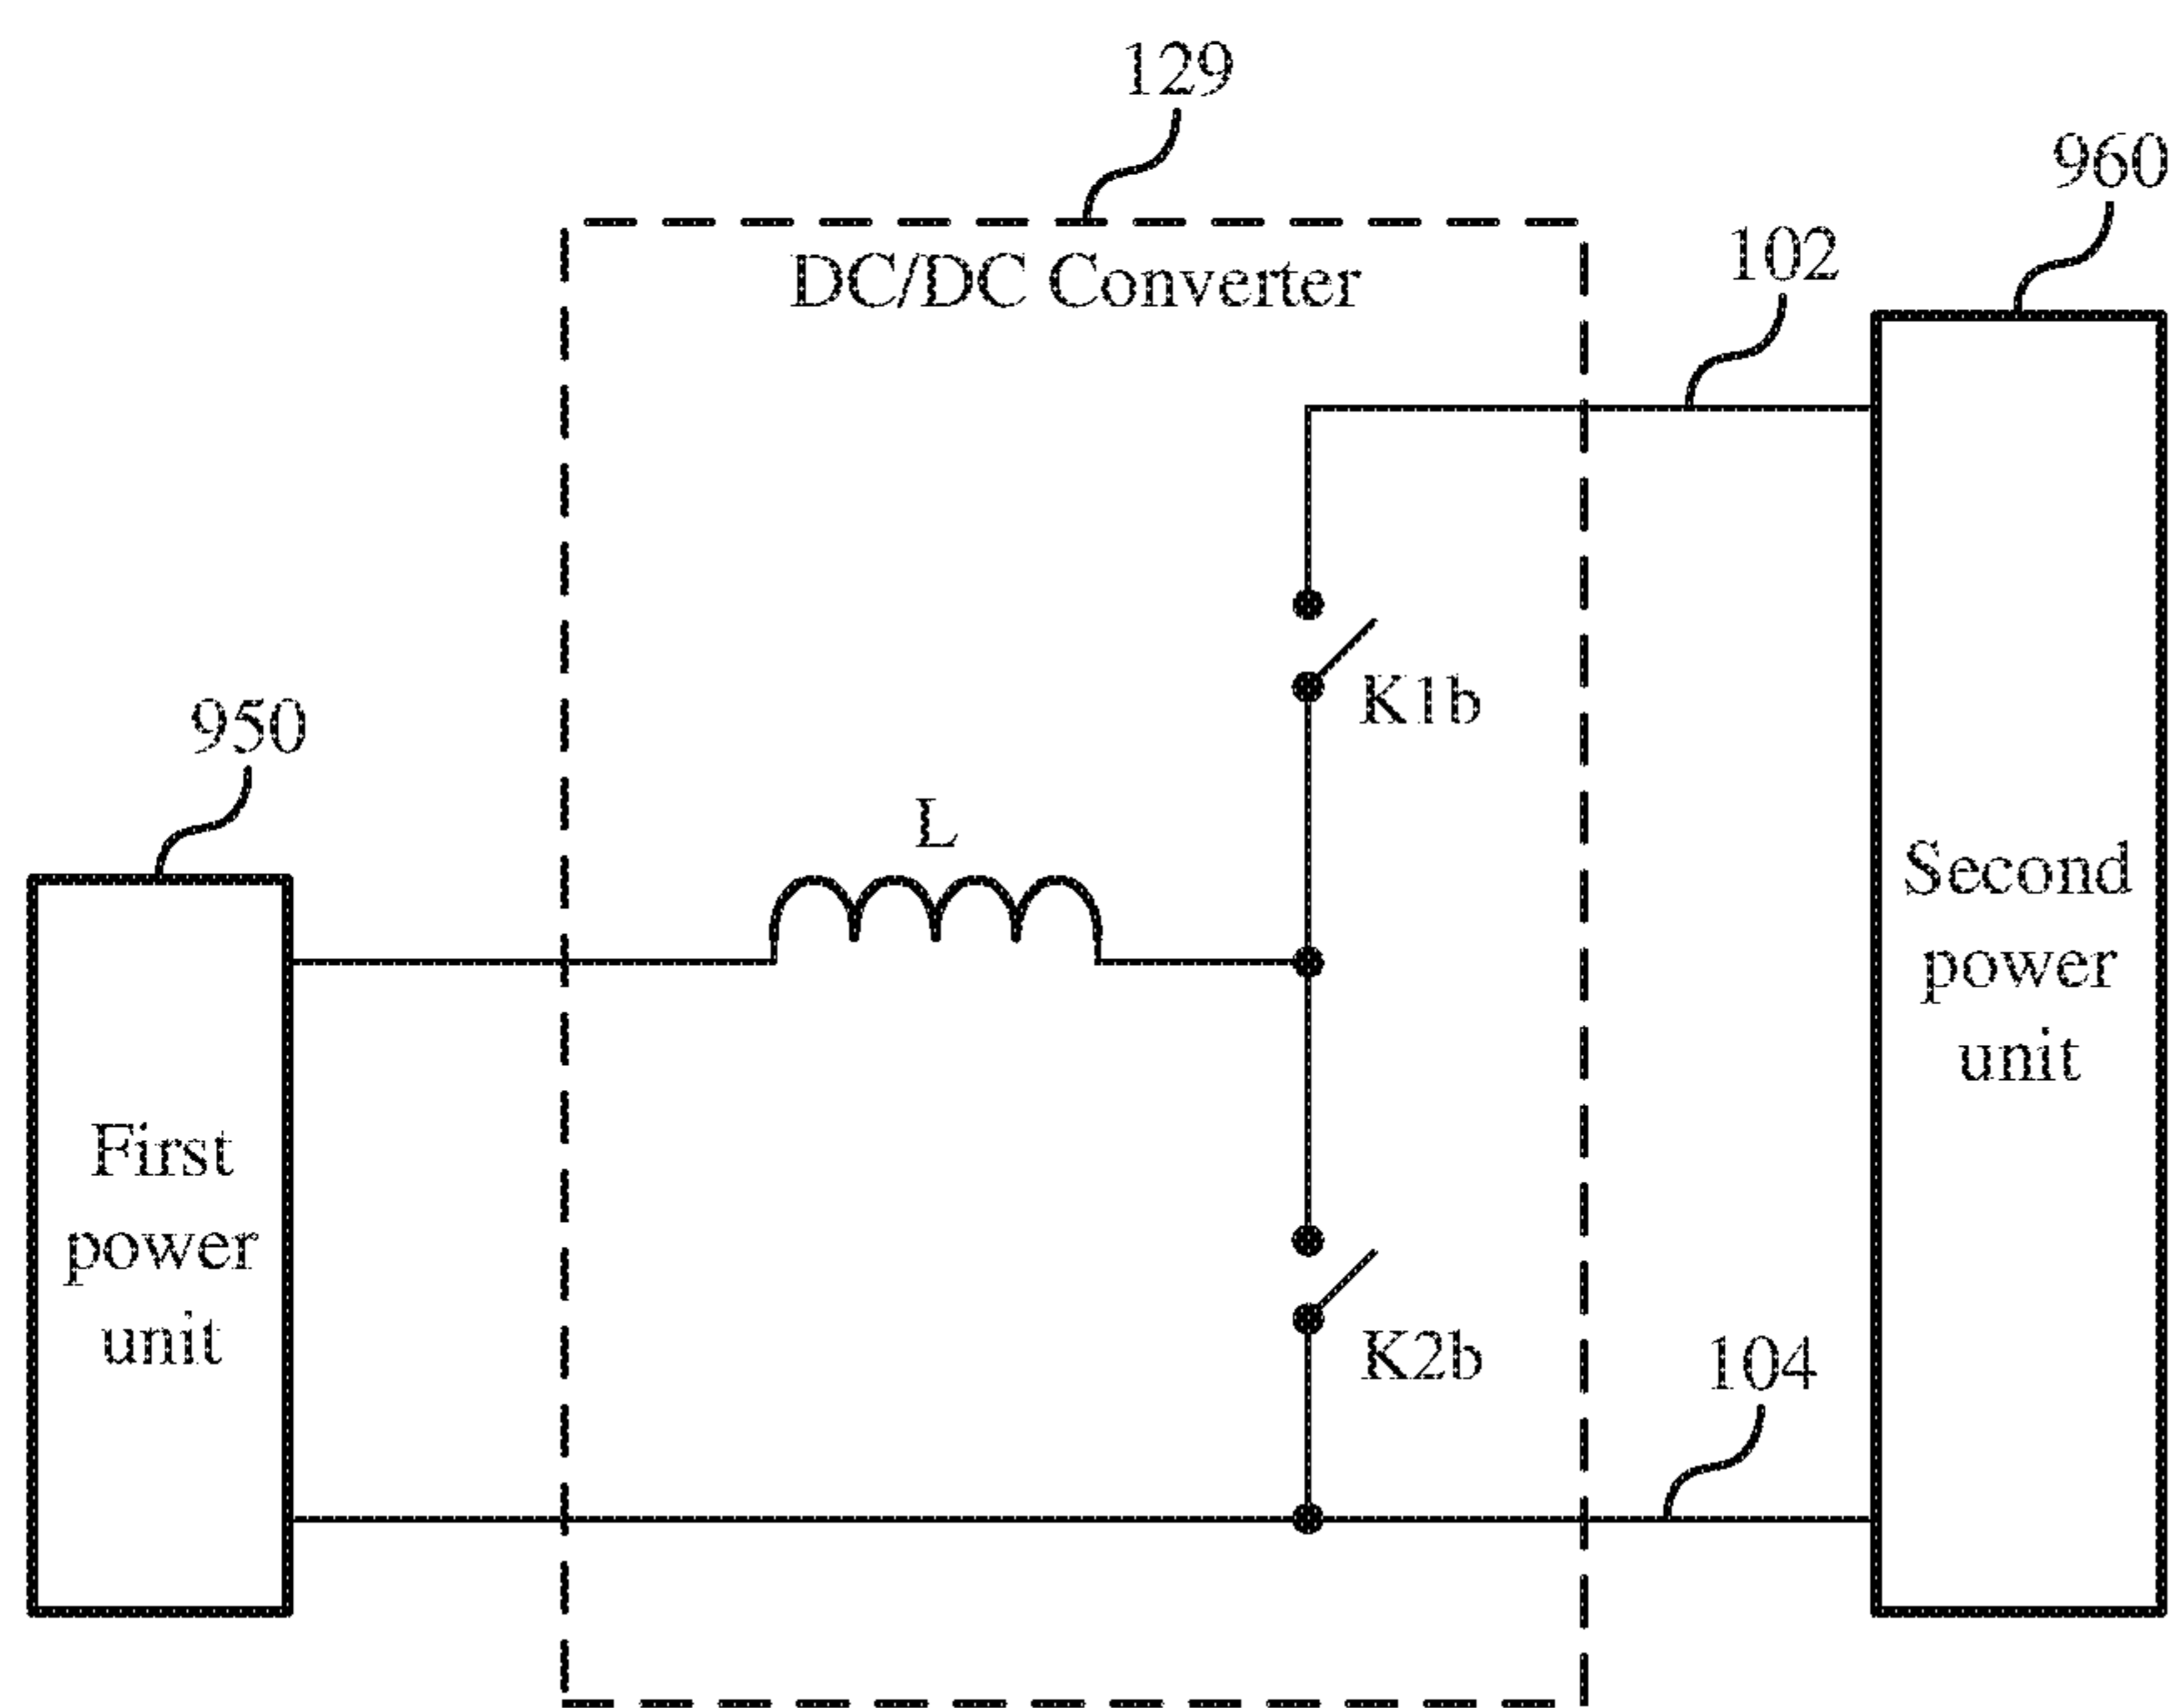 129
960
102
DC/DC Converter
K1b
950
L
Second
power
unit
First
power
unit
K2b
104